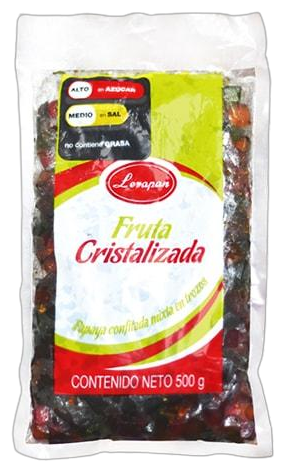 ALTO en AZÚCAR
MEDIO en SAL
no contiene GRASA
Levapan
Fruta
Cristalizada
Papaya confitada mixta en trozos
CONTENIDO NETO 500 g